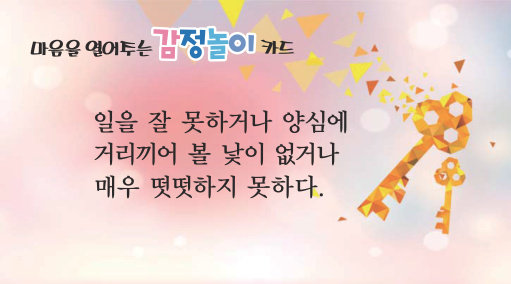 마음을 열어두는 감정놀이 카드
일을 잘 못하거나 양심에
거리끼어 볼 낯이 없거나
매우 떳떳하지 못하다.